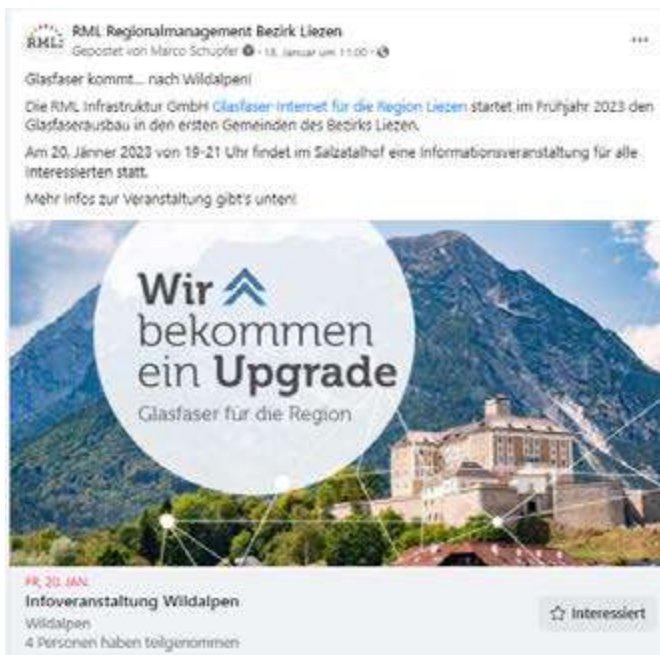 RML Regionalmanagement Bezirk Liezen
RML:
Gepostet von Marco Schupfer · 18. Januar um 11:00 ·
Glasfaser kommt... nach Wildalpen!
Die RML Infrastruktur GmbH Glasfaser-Internet für die Region Liezen startet im Frühjahr 2023 den
Glasfaserausbau in den ersten Gemeinden des Bezirks Liezen.
Am 20. Jänner 2023 von 19-21 Uhr findet im Salzatalhof eine Informationsveranstaltung für alle
Interessierten statt.
Mehr Infos zur Veranstaltung gibt's unten!
Wir
bekommen
ein Upgrade
Glasfaser für die Region
FR, 20. JAN.
Infoveranstaltung Wildalpen
Wildalpen
4 Personen haben teilgenommen
Interessiert